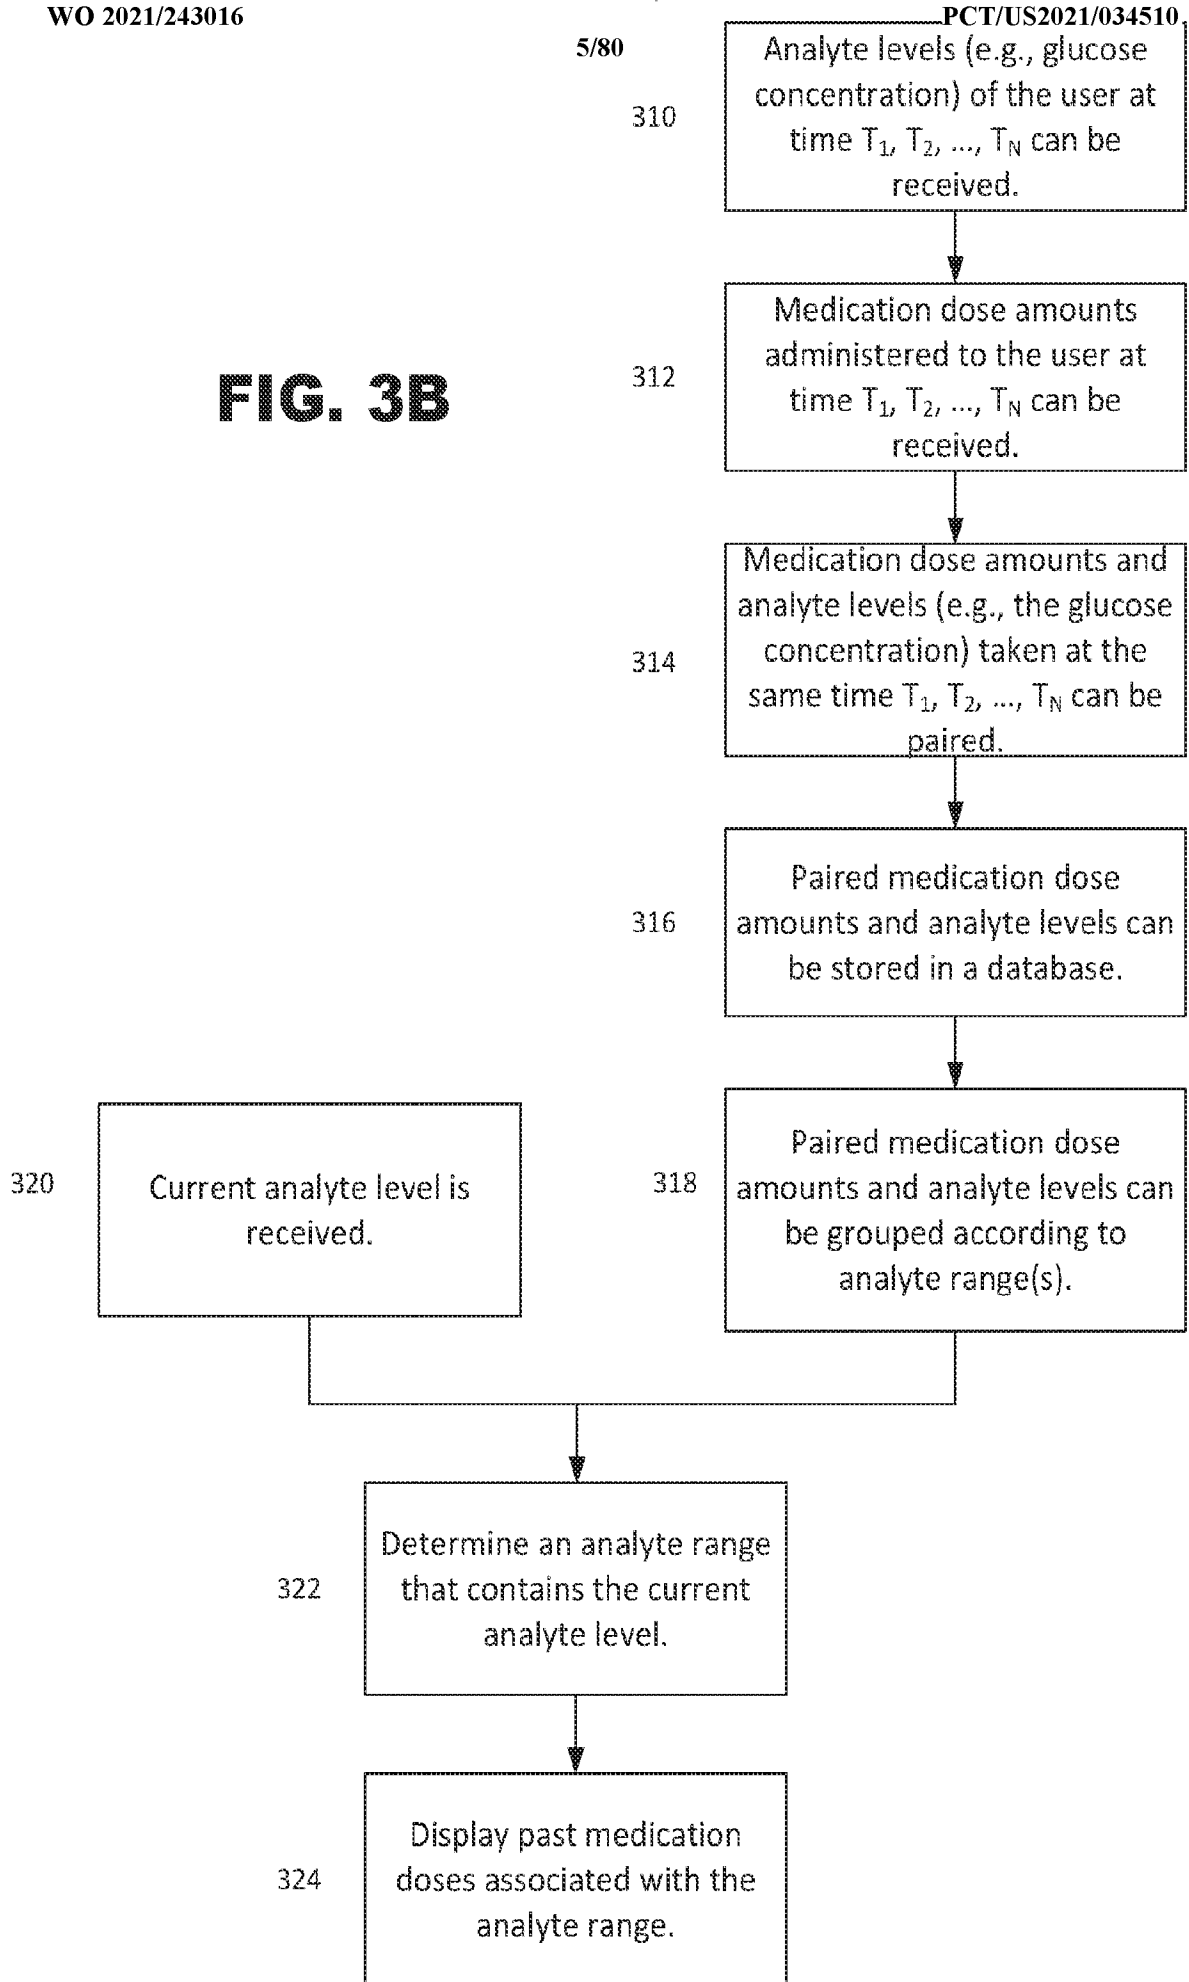 WO 2021/243016
PCT/US2021/034510
5/80
310
Analyte levels (e.g., glucose
concentration) of the user at
time T₁, T₂, ..., T_N can be
received.
FIG. 3B
312
Medication dose amounts
administered to the user at
time T₁, T₂, ..., T_N can be
received.
314
Medication dose amounts and
analyte levels (e.g., the glucose
concentration) taken at the
same time T₁, T₂, ..., T_N can be
paired.
316
Paired medication dose
amounts and analyte levels can
be stored in a database.
320
Current analyte level is
received.
318
Paired medication dose
amounts and analyte levels can
be grouped according to
analyte range(s).
322
Determine an analyte range
that contains the current
analyte level.
324
Display past medication
doses associated with the
analyte range.